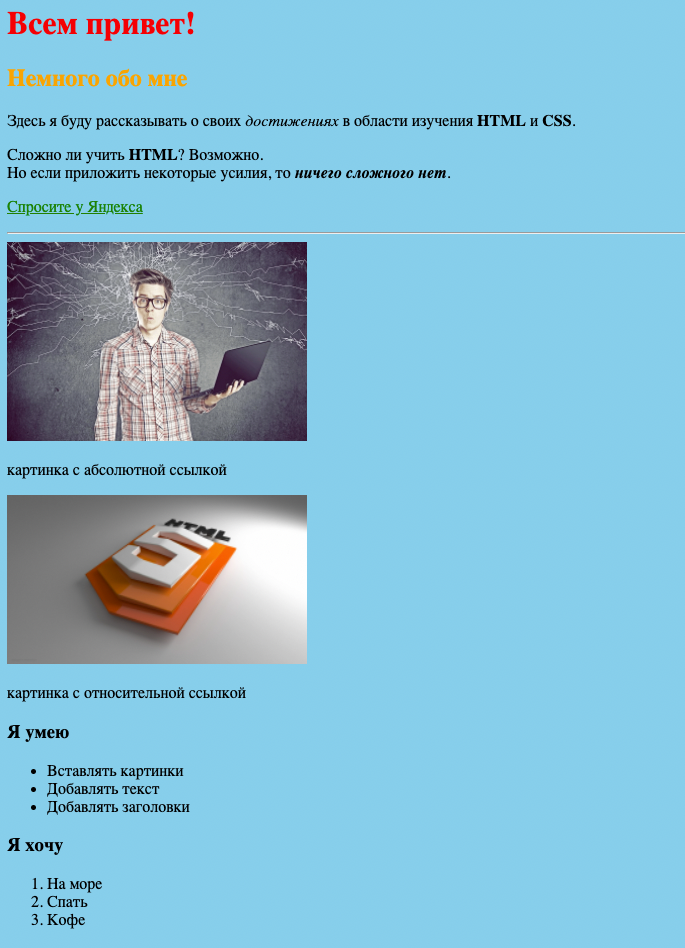 Всем привет!
Немного обо мне
Здесь я буду рассказывать о своих достижениях в области изучения HTML и CSS.
Сложно ли учить HTML? Возможно.
Но если приложить некоторые усилия, то ничего сложного нет.
Спросите у Яндекса
картинка с абсолютной ссылкой
HTML
картинка с относительной ссылкой
Я умею
• Вставлять картинки
• Добавлять текст
• Добавлять заголовки
Я хочу
1. На море
2. Спать
3. Кофе